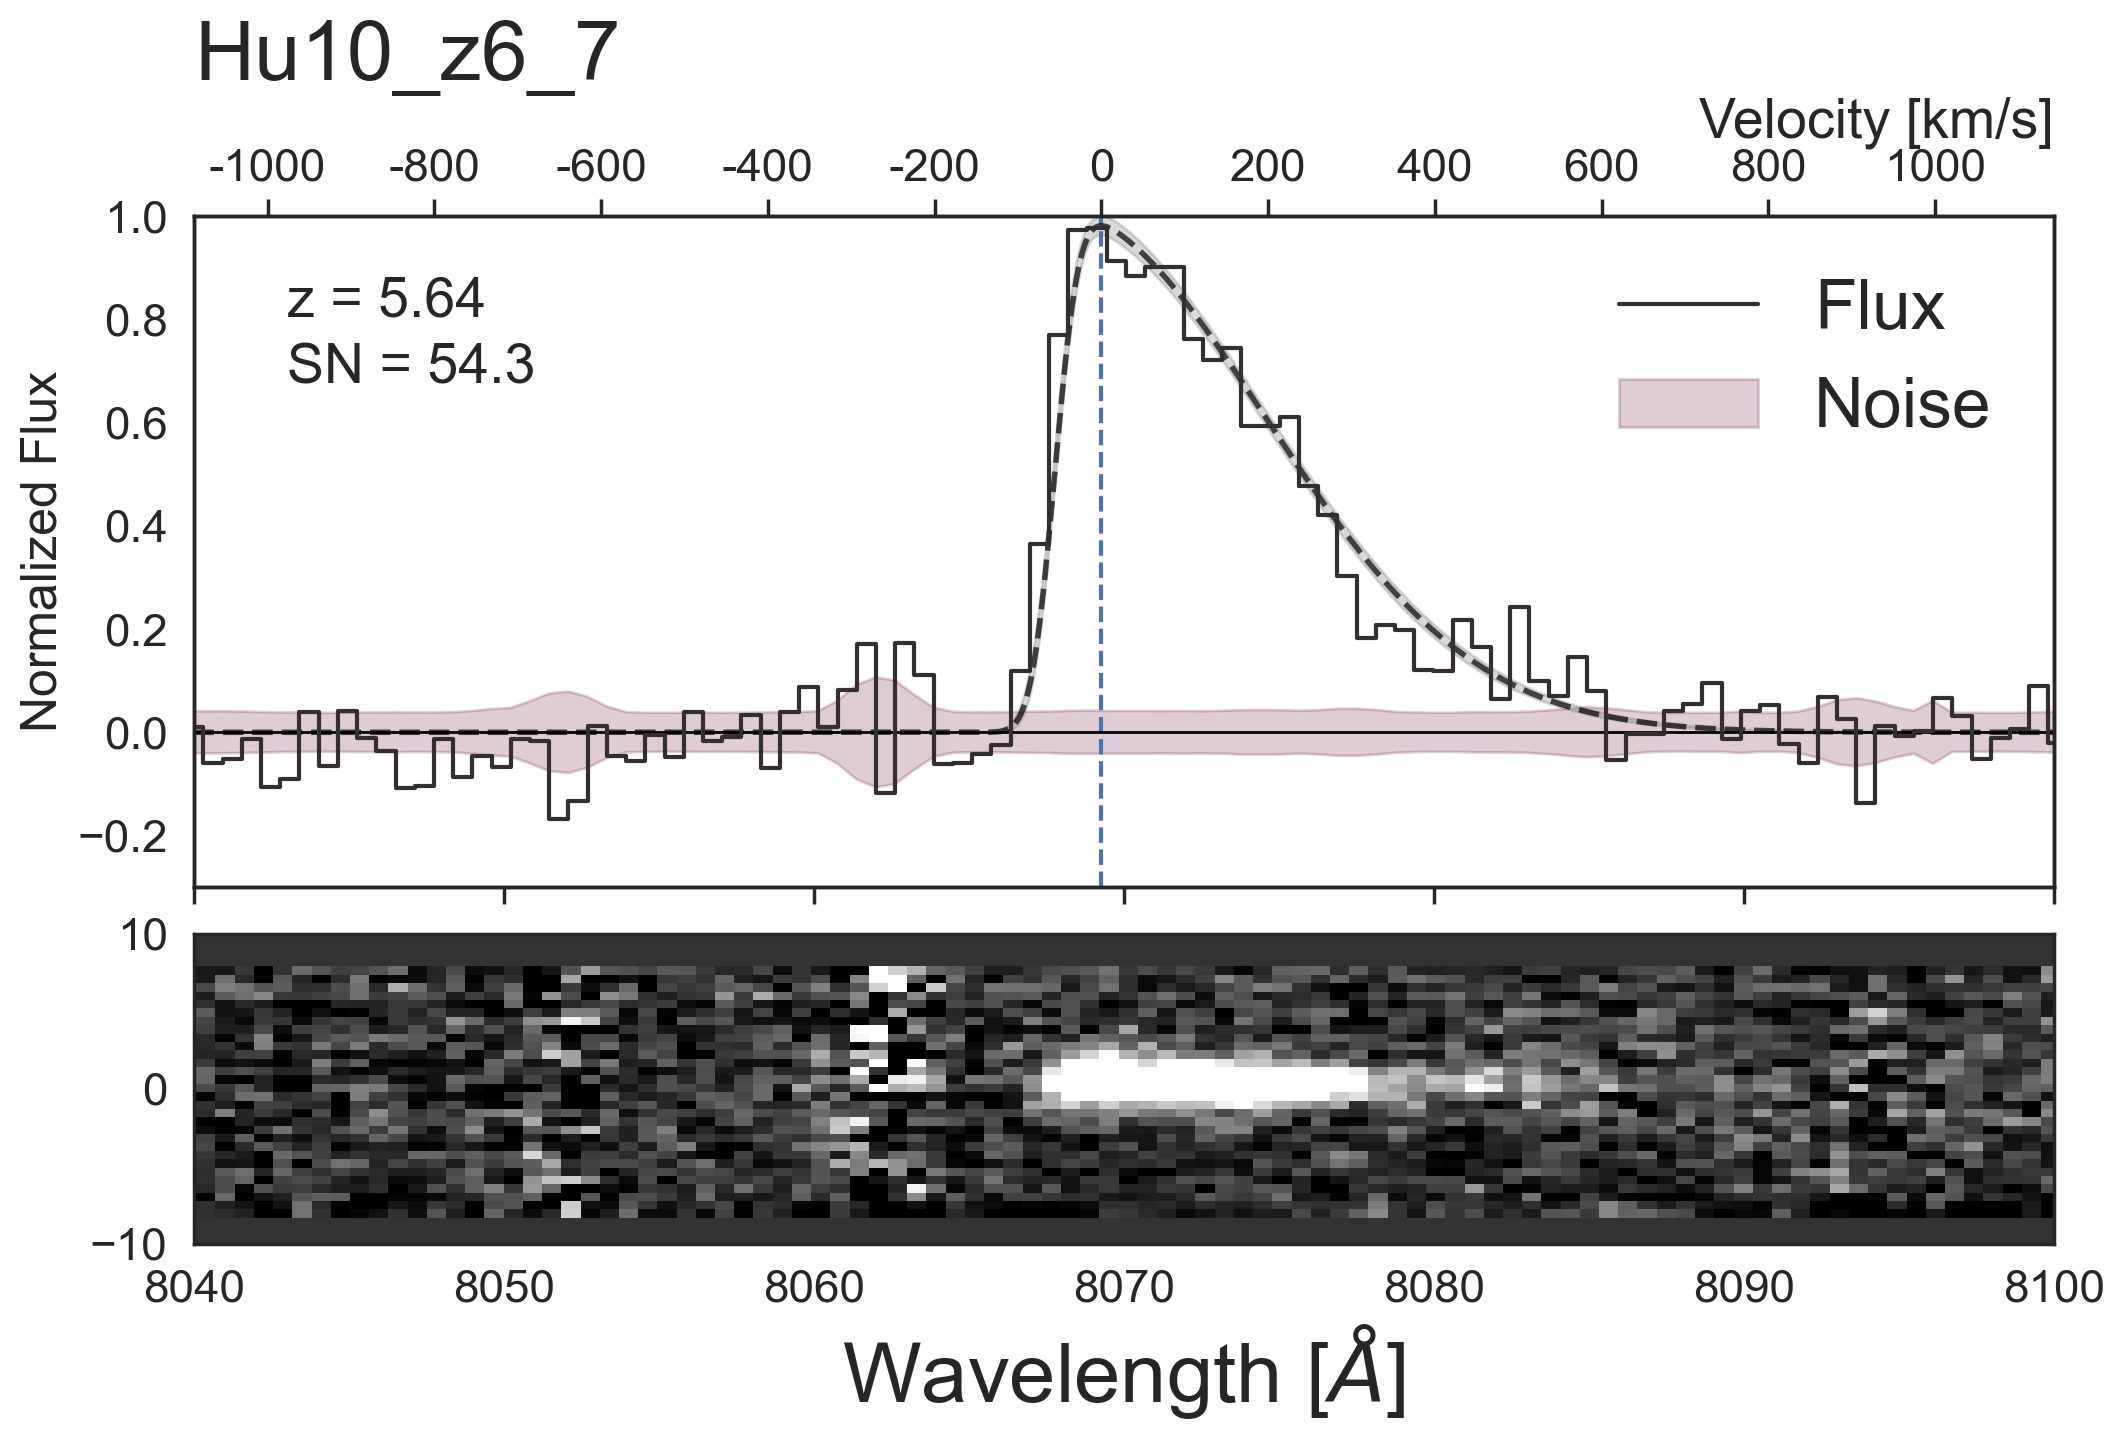 Hu10_z6_7
Velocity [km/s]
-1000 -800 -600 -400 -200 0 200 400 600 800 1000
1.0
0.8
0.6
0.4
0.2
0.0
−0.2
Normalized Flux
z = 5.64
SN = 54.3
Flux
Noise
10
0
−10
8040 8050 8060 8070 8080 8090 8100
Wavelength [Å]